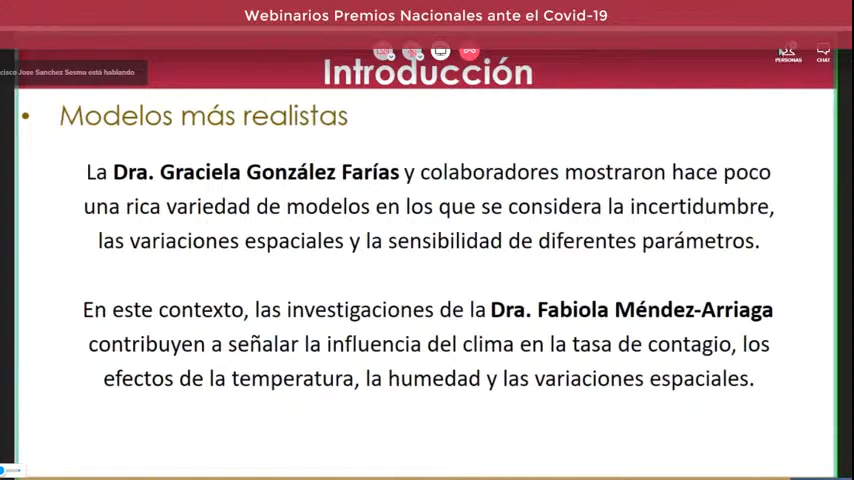 Webinarios Premios Nacionales ante el Covid-19
PERSONAS
CHAT
cisco Jose Sanchez Sesma está hablando
Introducción
• Modelos más realistas
La Dra. Graciela González Farías y colaboradores mostraron hace poco
una rica variedad de modelos en los que se considera la incertidumbre,
las variaciones espaciales y la sensibilidad de diferentes parámetros.
En este contexto, las investigaciones de la Dra. Fabiola Méndez-Arriaga
contribuyen a señalar la influencia del clima en la tasa de contagio, los
efectos de la temperatura, la humedad y las variaciones espaciales.